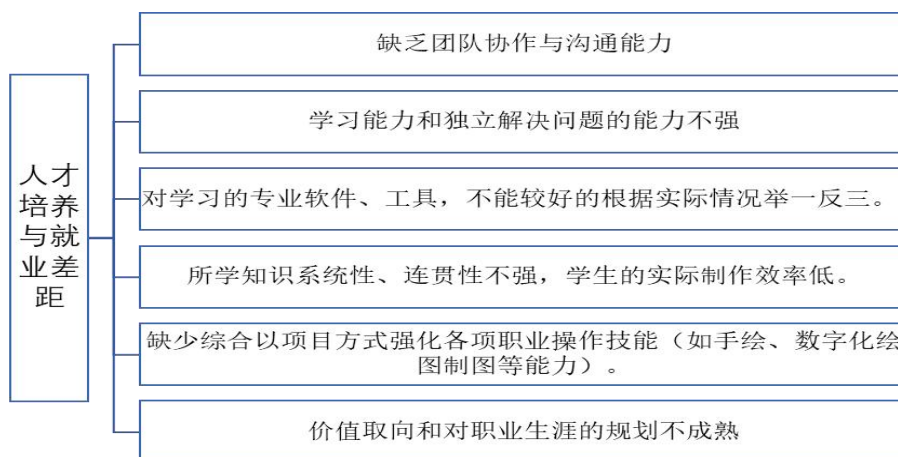 人才
培养
与就
业差
距
缺乏团队协作与沟通能力
学习能力和独立解决问题的能力不强
对学习的专业软件、工具，不能较好的根据实际情况举一反三。
所学知识系统性、连贯性不强，学生的实际制作效率低。
缺少综合以项目方式强化各项职业操作技能（如手绘、数字化绘
图制图等能力）。
价值取向和对职业生涯的规划不成熟